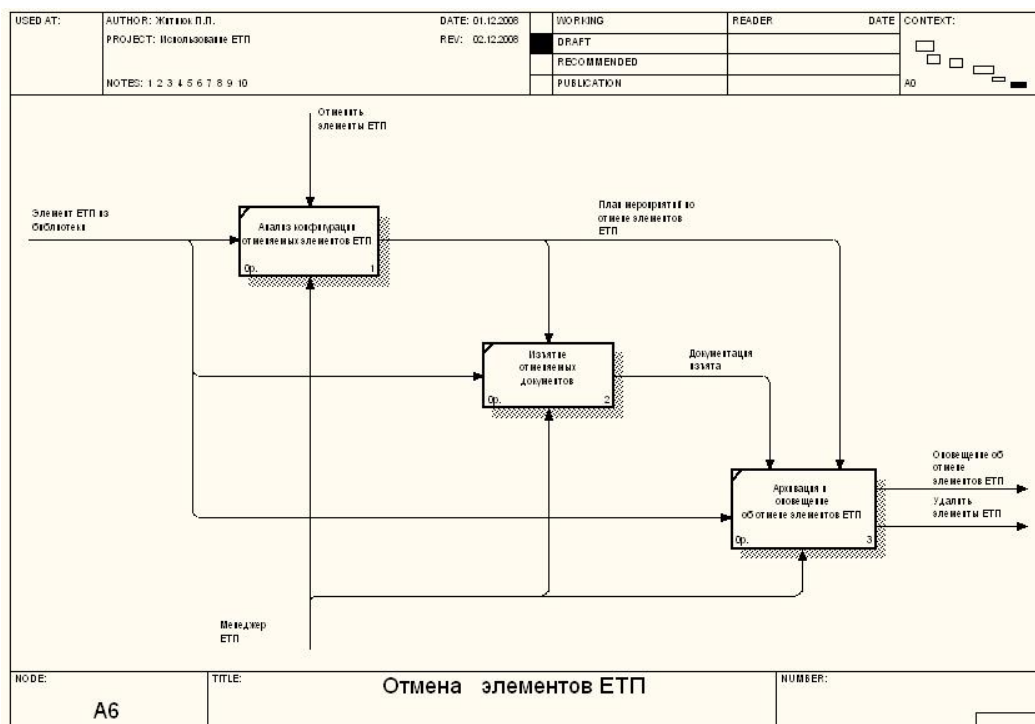 USED AT:
AUTHOR: Житнюк П.П.
DATE: 01.12.2008
WORKING
READER
DATE
CONTEXT:
PROJECT: Использование ЕТП
REV: 02.12.2008
DRAFT
RECOMMENDED
NOTES: 1 2 3 4 5 6 7 8 9 10
PUBLICATION
A0
Отменить
элементы ЕТП
Элемент ЕТП из
библиотеки
Анализ конфигурации
отменяемых элементов ЕТП
0р.
1
План мероприятий по
отмене элементов
ЕТП
Изъятие
отменяемых
документов
0р.
2
Документация
изъята
Архивация и
оповещение
об отмене элементов ЕТП
0р.
3
Оповещение об
отмене
элементов ЕТП
Удалить
элементы ЕТП
Менеджер
ЕТП
NODE:
TITLE:
NUMBER:
Отмена элементов ЕТП
A6